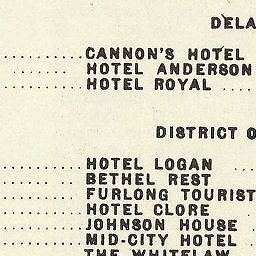 DELA
CANNON'S HOTEL
HOTEL ANDERSON
HOTEL ROYAL
DISTRICT O
HOTEL LOGAN
BETHEL REST
FURLONG TOURIST
HOTEL CLORE
JOHNSON HOUSE
MID-CITY HOTEL
THE WHITELAW